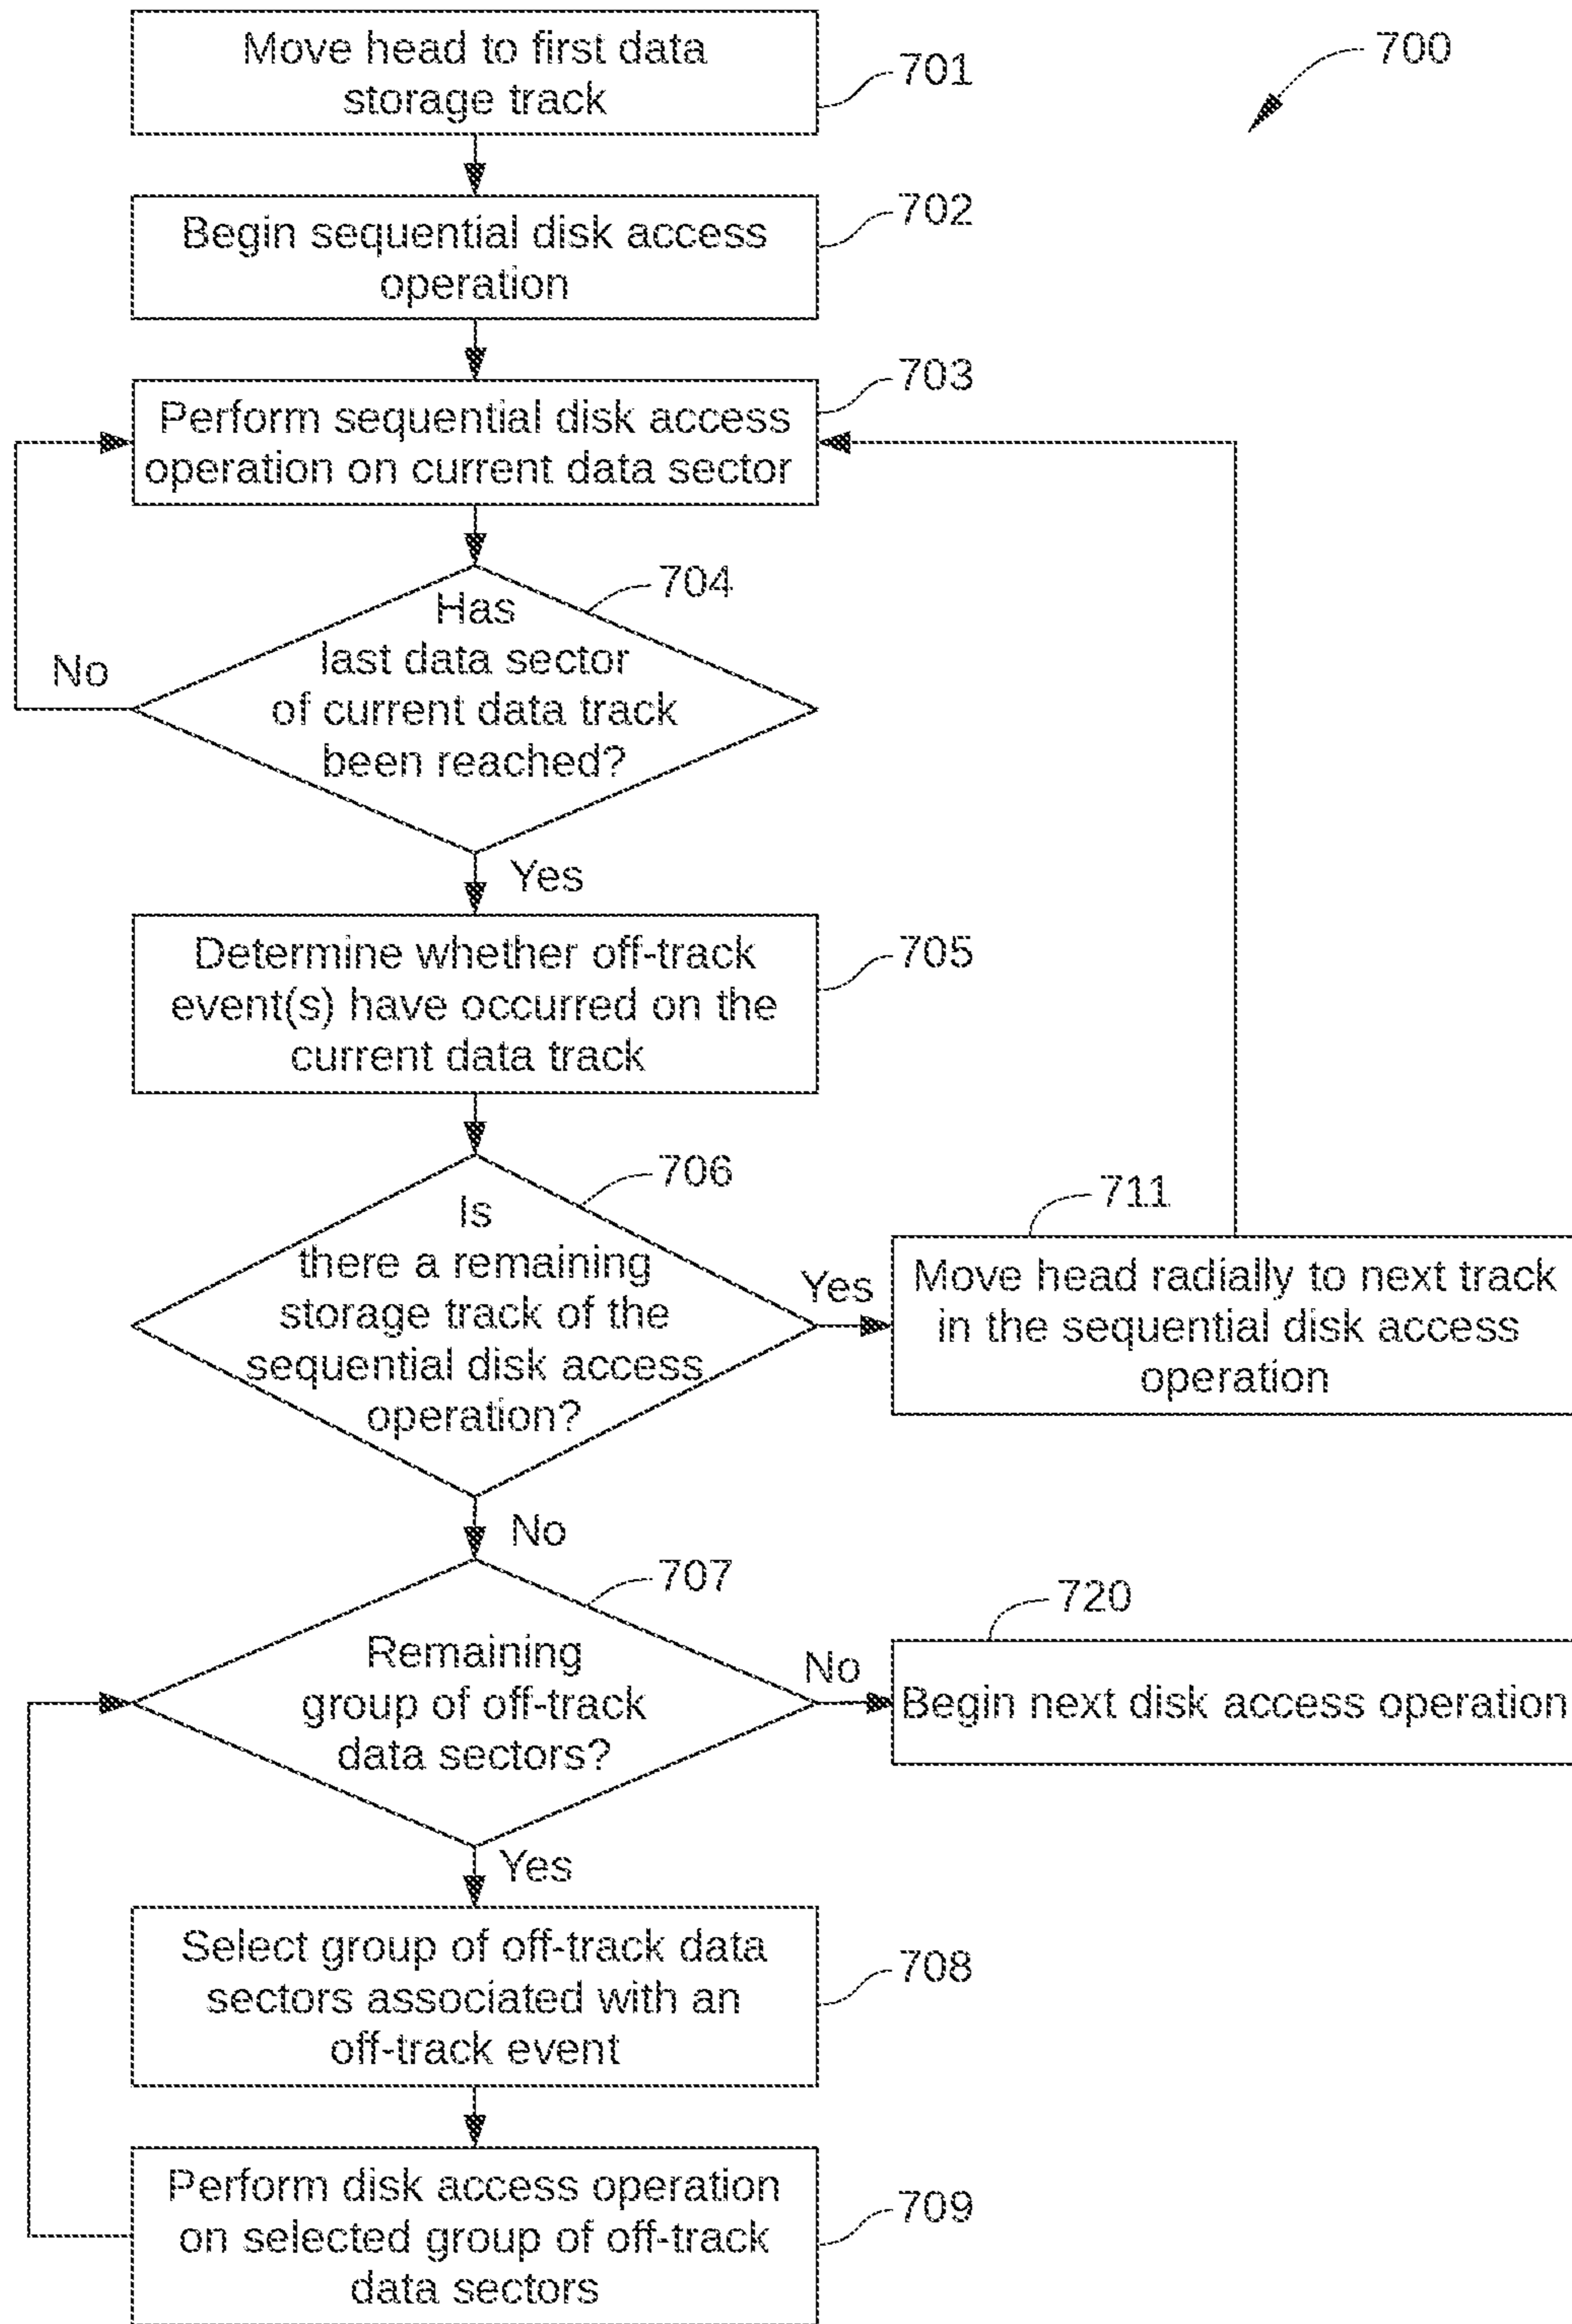 Move head to first data
storage track
701
700
Begin sequential disk access
operation
702
Perform sequential disk access
operation on current data sector
703
Has
last data sector
of current data track
been reached?
704
No
Yes
Determine whether off-track
event(s) have occurred on the
current data track
705
Is
there a remaining
storage track of the
sequential disk access
operation?
706
Yes
711
Move head radially to next track
in the sequential disk access
operation
No
Remaining
group of off-track
data sectors?
707
No
720
Begin next disk access operation
Yes
Select group of off-track data
sectors associated with an
off-track event
708
Perform disk access operation
on selected group of off-track
data sectors
709